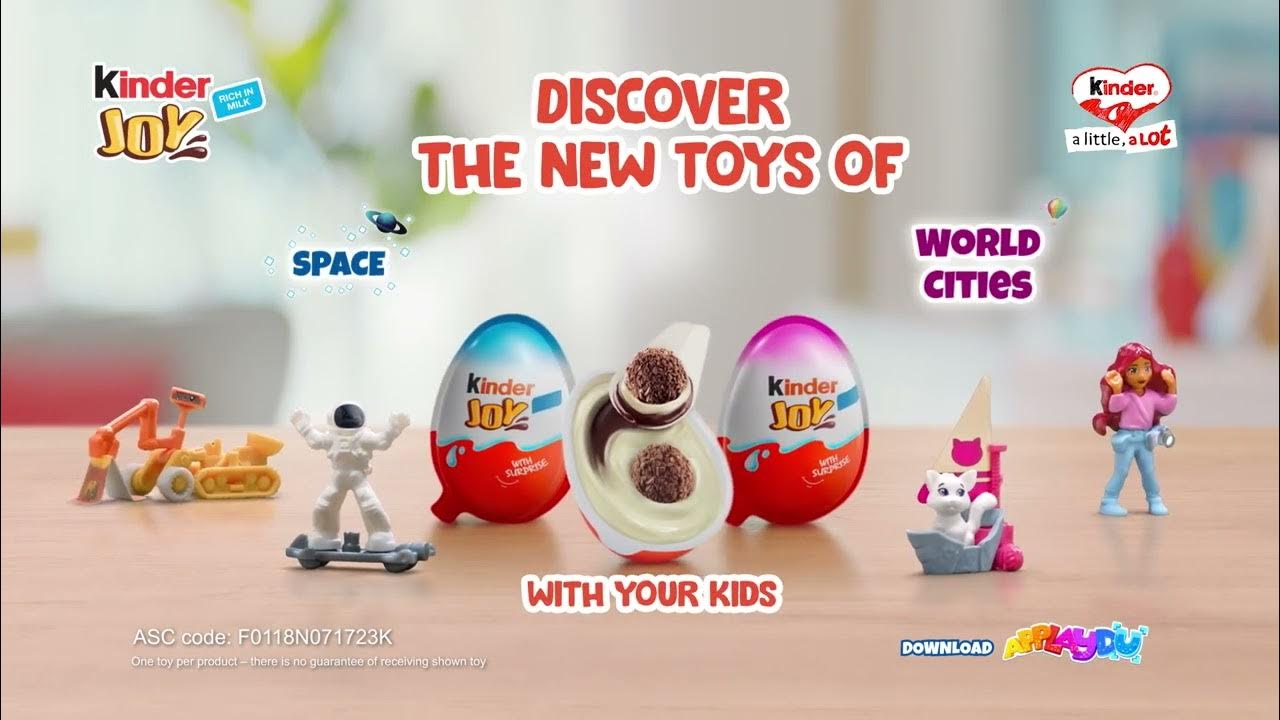 Kinder
JOY
RICH IN
MILK
DISCOVER
THE NEW TOYS OF
Kinder
a little, a LOT
SPACE
WORLD
CITIES
Kinder
JOY
WITH
SURPRISE
Kinder
JOY
WITH
SURPRISE
WITH YOUR KIDS
ASC code: F0118N071723K
One toy per product – there is no guarantee of receiving shown toy
DOWNLOAD APPLAYDU